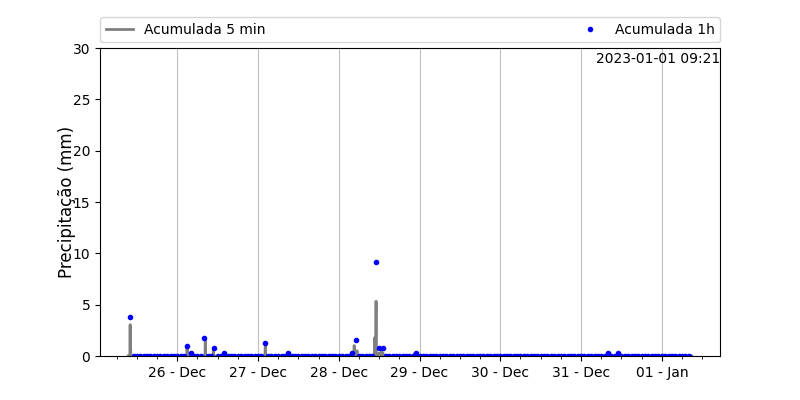 Acumulada 5 min
Acumulada 1h
2023-01-01 09:21
Precipitação (mm)
30
25
20
15
10
5
0
26 - Dec
27 - Dec
28 - Dec
29 - Dec
30 - Dec
31 - Dec
01 - Jan